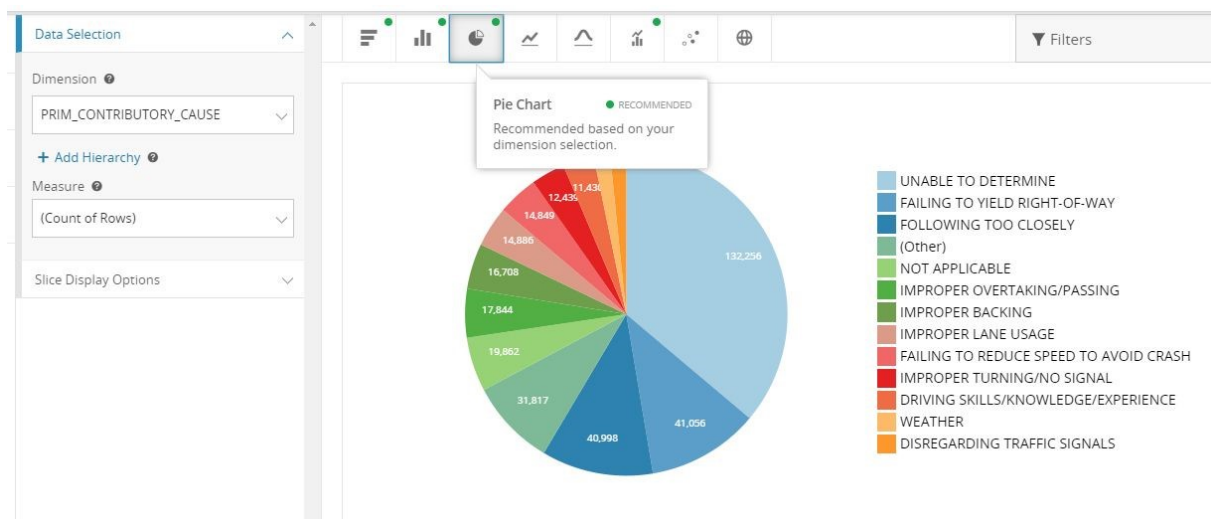 Data Selection
Filters
Dimension
PRIM_CONTRIBUTORY_CAUSE
+ Add Hierarchy
Measure
(Count of Rows)
Slice Display Options
Pie Chart
RECOMMENDED
Recommended based on your
dimension selection.
132,256
41,056
40,998
31,817
19,862
17,844
16,708
14,886
14,849
12,439
11,430
UNABLE TO DETERMINE
FAILING TO YIELD RIGHT-OF-WAY
FOLLOWING TOO CLOSELY
(Other)
NOT APPLICABLE
IMPROPER OVERTAKING/PASSING
IMPROPER BACKING
IMPROPER LANE USAGE
FAILING TO REDUCE SPEED TO AVOID CRASH
IMPROPER TURNING/NO SIGNAL
DRIVING SKILLS/KNOWLEDGE/EXPERIENCE
WEATHER
DISREGARDING TRAFFIC SIGNALS